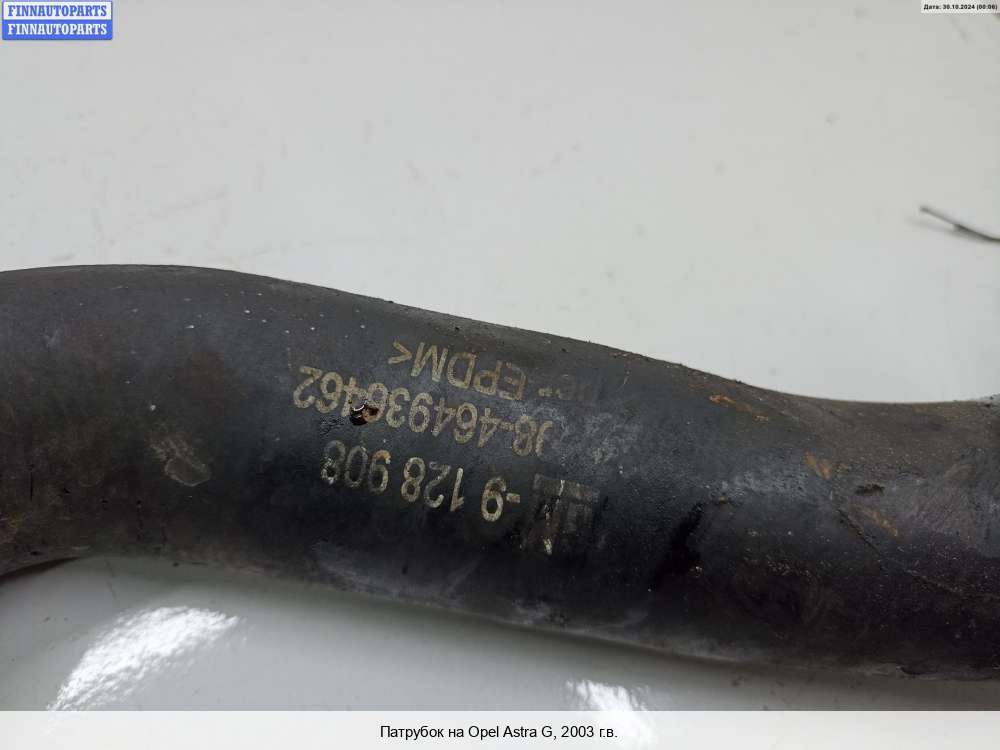 FINNAUTOPARTS
FINNAUTOPARTS
Дата: 30.10.2024 (00:06)
GM -9 128 908
08-464936462
EPDM<
Патрубок на Opel Astra G, 2003 г.в.